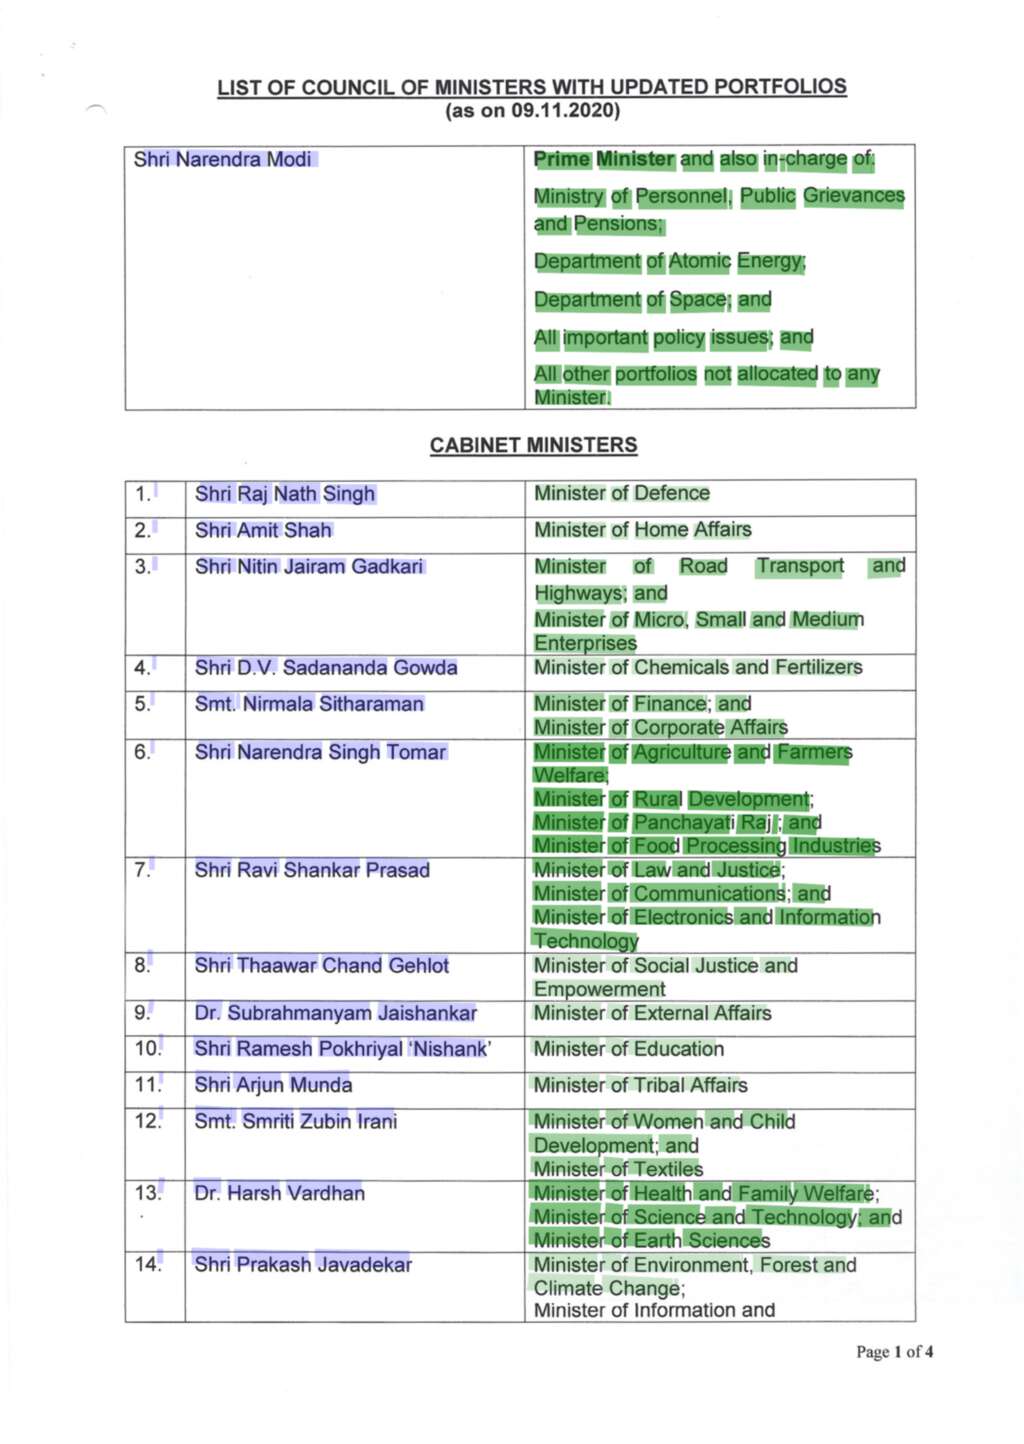 LIST OF COUNCIL OF MINISTERS WITH UPDATED PORTFOLIOS
(as on 09.11.2020)
Shri Narendra Modi
Prime Minister and also in-charge of:
Ministry of Personnel, Public Grievances
and Pensions;
Department of Atomic Energy;
Department of Space; and
All important policy issues; and
All other portfolios not allocated to any
Minister.
CABINET MINISTERS
1. Shri Raj Nath Singh Minister of Defence
2. Shri Amit Shah Minister of Home Affairs
3. Shri Nitin Jairam Gadkari Minister of Road Transport and
Highways; and
Minister of Micro, Small and Medium
Enterprises
4. Shri D.V. Sadananda Gowda Minister of Chemicals and Fertilizers
5. Smt. Nirmala Sitharaman Minister of Finance; and
Minister of Corporate Affairs
6. Shri Narendra Singh Tomar Minister of Agriculture and Farmers
Welfare;
Minister of Rural Development;
Minister of Panchayati Raj ; and
Minister of Food Processing Industries
7. Shri Ravi Shankar Prasad Minister of Law and Justice;
Minister of Communications; and
Minister of Electronics and Information
Technology
8. Shri Thaawar Chand Gehlot Minister of Social Justice and
Empowerment
9. Dr. Subrahmanyam Jaishankar Minister of External Affairs
10. Shri Ramesh Pokhriyal ‘Nishank’ Minister of Education
11. Shri Arjun Munda Minister of Tribal Affairs
12. Smt. Smriti Zubin Irani Minister of Women and Child
Development; and
Minister of Textiles
13. Dr. Harsh Vardhan Minister of Health and Family Welfare;
Minister of Science and Technology; and
Minister of Earth Sciences
14. Shri Prakash Javadekar Minister of Environment, Forest and
Climate Change;
Minister of Information and
Page 1 of 4